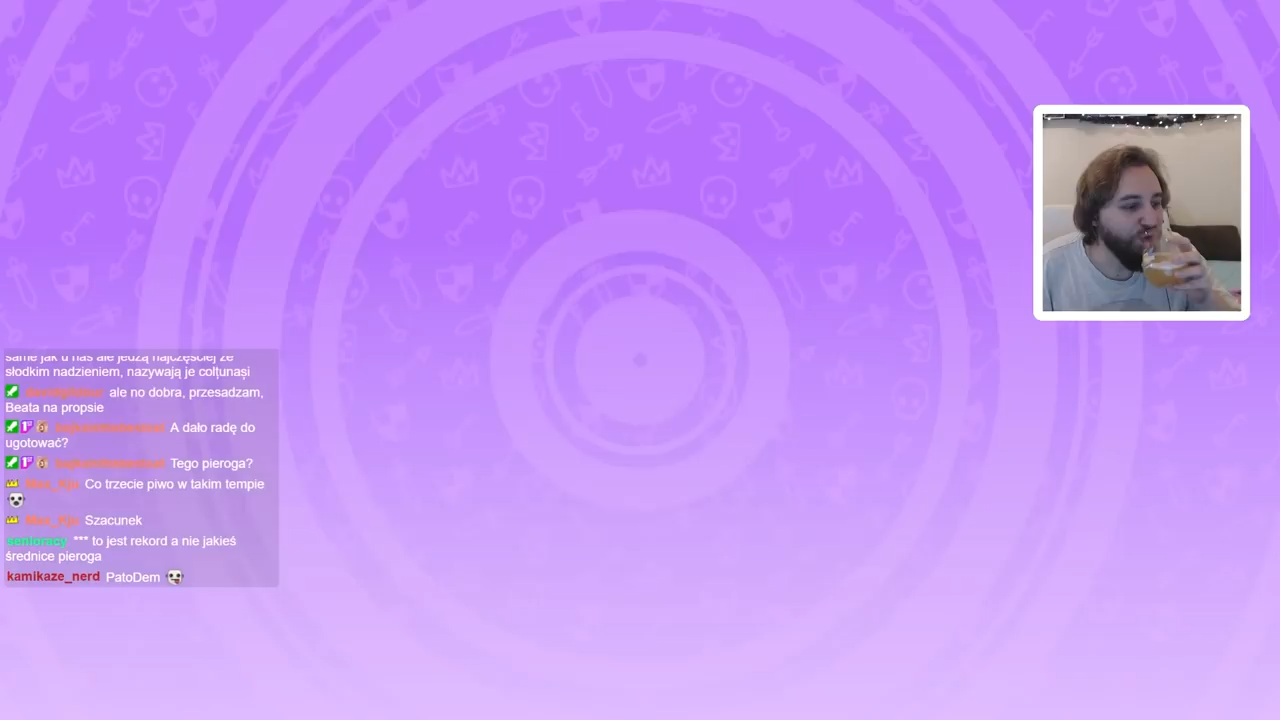 same jak u nas ale jedzą najczęściej ze
słodkim nadzieniem, nazywają je colțunași
ale no dobra, przesadzam,
Beata na propsie
A dało radę do
ugotować?
Tego pieroga?
Co trzecie piwo w takim tempie
Szacunek
*** to jest rekord a nie jakieś
średnice pieroga
kamikaze_nerd PatoDem